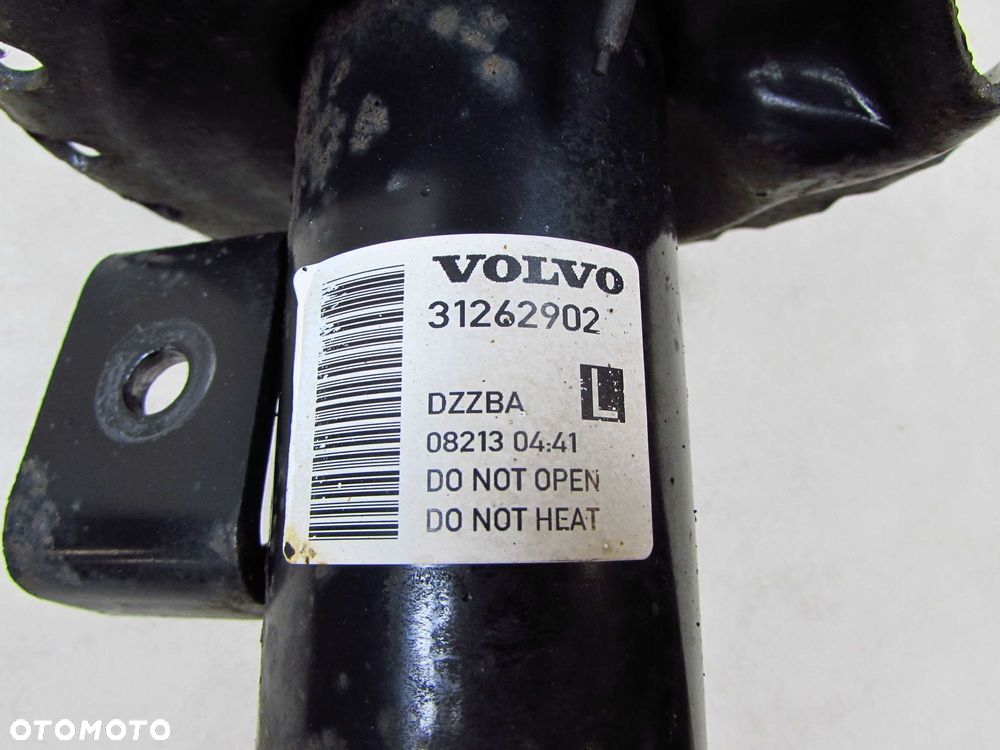 VOLVO
31262902
DZZBA L
08213 04:41
DO NOT OPEN
DO NOT HEAT
OTOMOTO